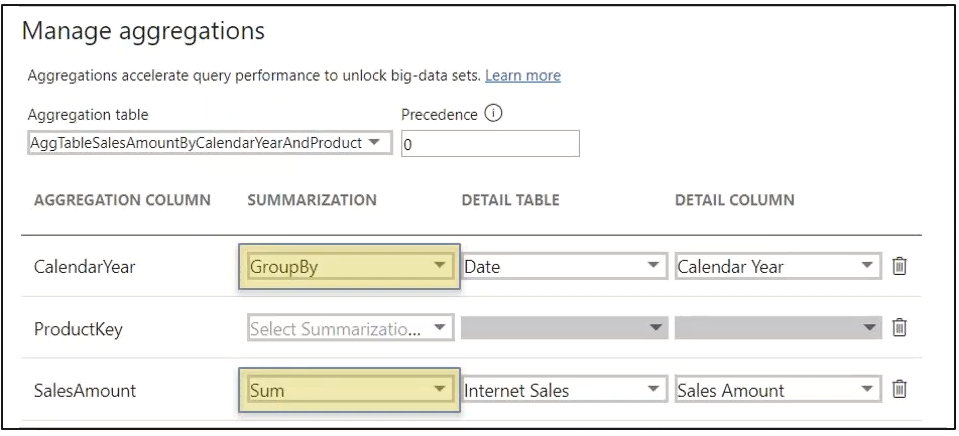 Manage aggregations
Aggregations accelerate query performance to unlock big-data sets. Learn more
Aggregation table Precedence
AggTableSalesAmountByCalendarYearAndProduct 0
AGGREGATION COLUMN SUMMARIZATION DETAIL TABLE DETAIL COLUMN
CalendarYear GroupBy Date Calendar Year
ProductKey Select Summarizatio...
SalesAmount Sum Internet Sales Sales Amount